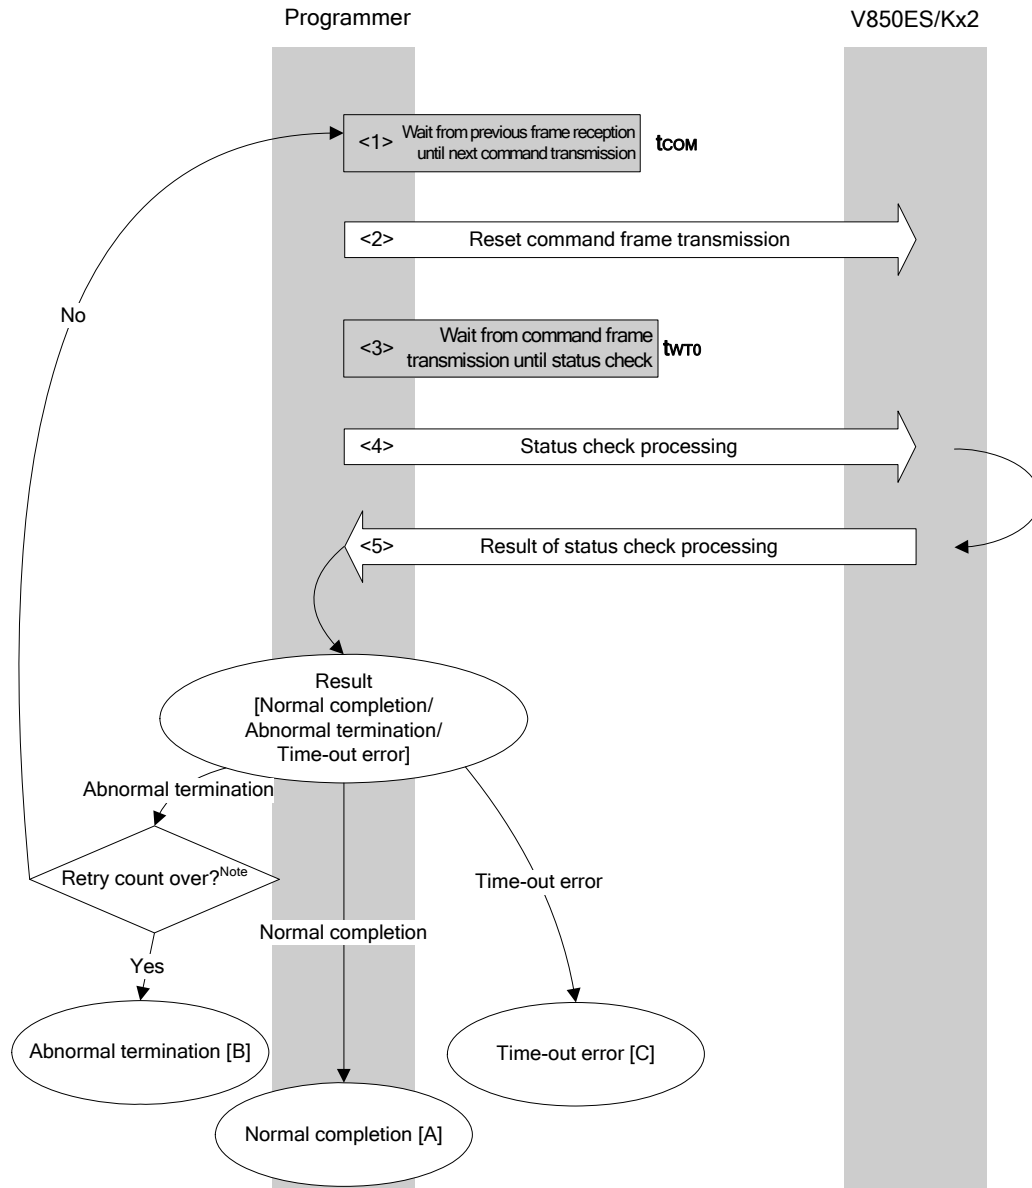 Programmer
V850ES/Kx2
<1> Wait from previous frame reception
until next command transmission
tCOM
<2> Reset command frame transmission
No
<3> Wait from command frame
transmission until status check
tWT0
<4> Status check processing
<5> Result of status check processing
Result
[Normal completion/
Abnormal termination/
Time-out error]
Abnormal termination
Retry count over?Note
Time-out error
Normal completion
Yes
Abnormal termination [B]
Time-out error [C]
Normal completion [A]